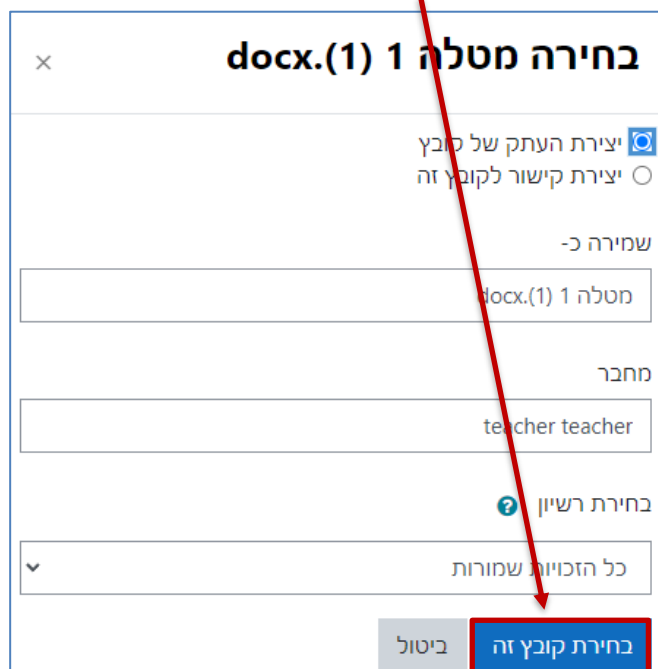 בחירה מטלה 1 (1).docx
×
יצירת העתק של קובץ
יצירת קישור לקובץ זה
שמירה כ-
מטלה 1 (1).docx
מחבר
teacher teacher
בחירת רשיון ?
כל הזכויות שמורות
בחירת קובץ זה
ביטול